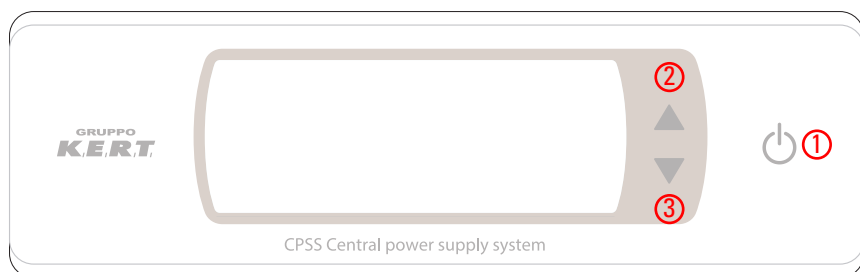 ②
GRUPPO
K.E.R.T.
①
③
CPSS Central power supply system